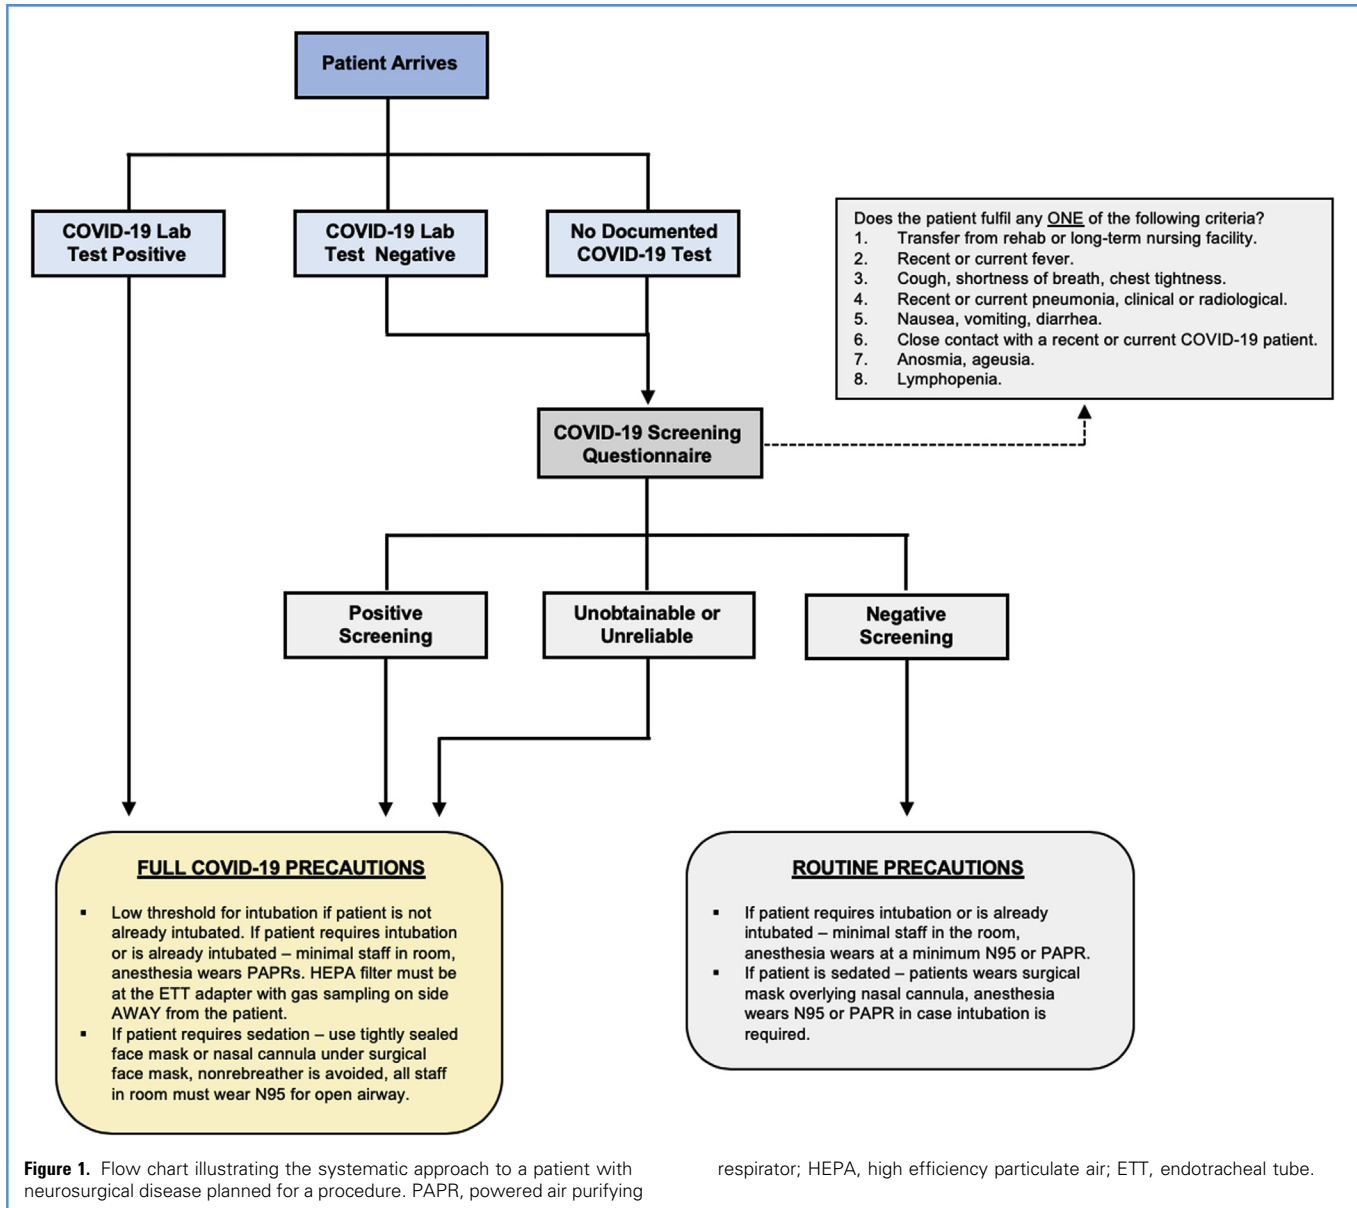 Patient Arrives
COVID-19 Lab
Test Positive
COVID-19 Lab
Test Negative
No Documented
COVID-19 Test
Does the patient fulfil any ONE of the following criteria?
1. Transfer from rehab or long-term nursing facility.
2. Recent or current fever.
3. Cough, shortness of breath, chest tightness.
4. Recent or current pneumonia, clinical or radiological.
5. Nausea, vomiting, diarrhea.
6. Close contact with a recent or current COVID-19 patient.
7. Anosmia, ageusia.
8. Lymphopenia.
COVID-19 Screening
Questionnaire
Positive
Screening
Unobtainable or
Unreliable
Negative
Screening
FULL COVID-19 PRECAUTIONS
▪ Low threshold for intubation if patient is not
already intubated. If patient requires intubation
or is already intubated – minimal staff in room,
anesthesia wears PAPRs. HEPA filter must be
at the ETT adapter with gas sampling on side
AWAY from the patient.
▪ If patient requires sedation – use tightly sealed
face mask or nasal cannula under surgical
face mask, nonrebreather is avoided, all staff
in room must wear N95 for open airway.
ROUTINE PRECAUTIONS
▪ If patient requires intubation or is already
intubated – minimal staff in the room,
anesthesia wears at a minimum N95 or PAPR.
▪ If patient is sedated – patients wears surgical
mask overlying nasal cannula, anesthesia
wears N95 or PAPR in case intubation is
required.
Figure 1. Flow chart illustrating the systematic approach to a patient with
neurosurgical disease planned for a procedure. PAPR, powered air purifying
respirator; HEPA, high efficiency particulate air; ETT, endotracheal tube.